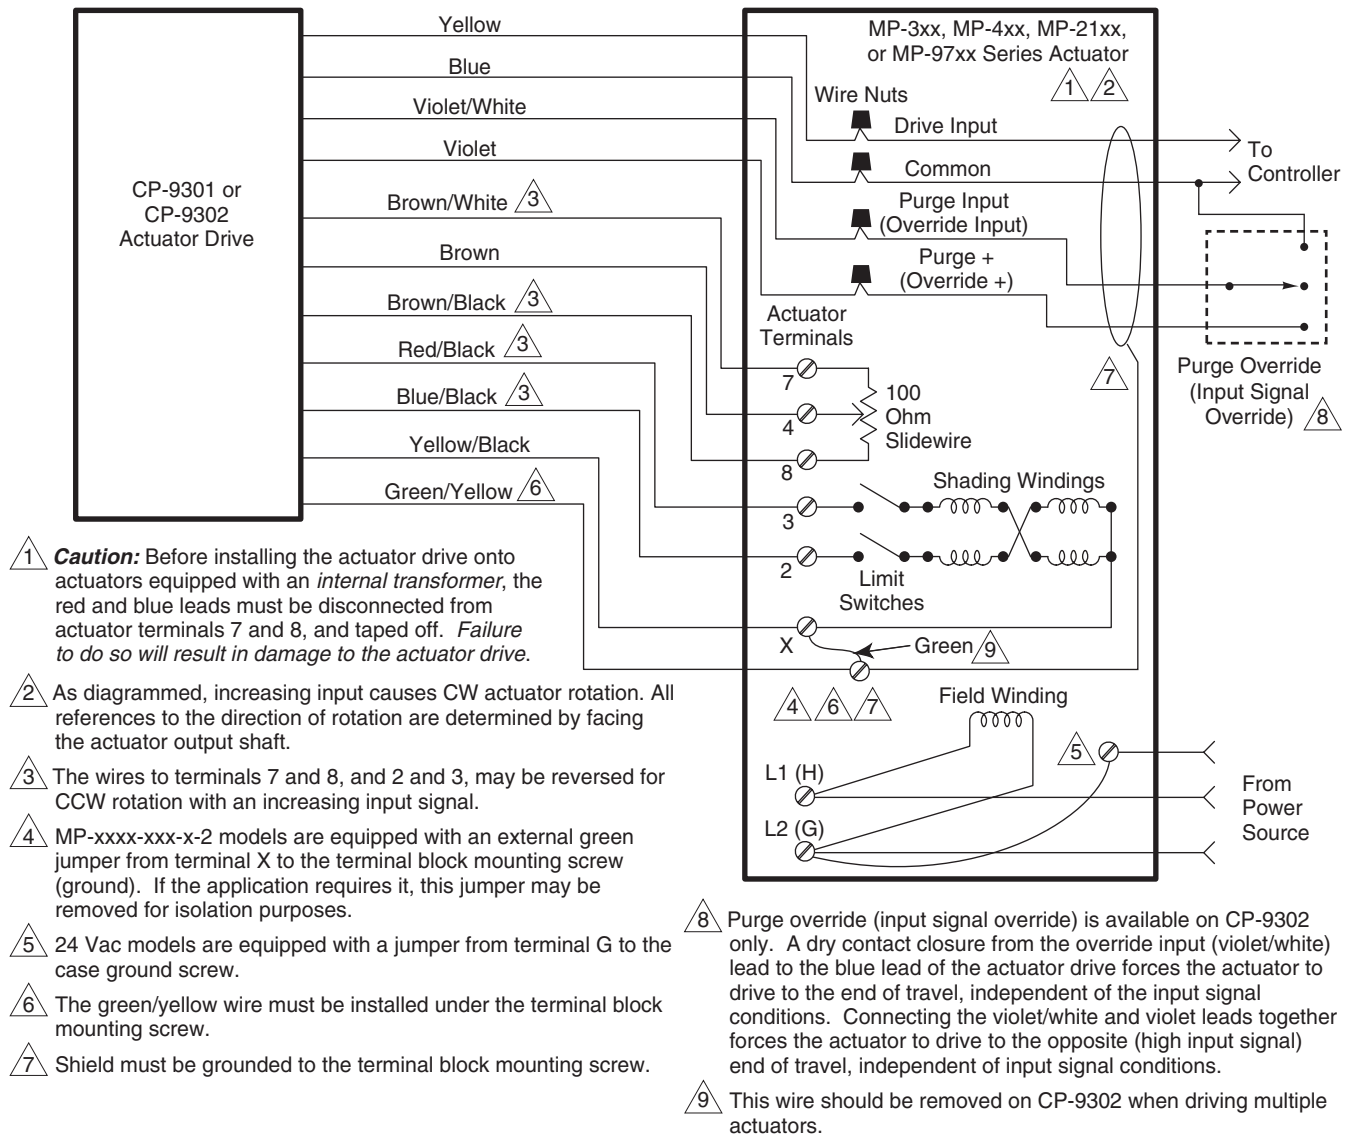 Yellow
Blue
Violet/White
Violet
Brown/White 3
Brown
Brown/Black 3
Red/Black 3
Blue/Black 3
Yellow/Black
Green/Yellow 6
CP-9301 or
CP-9302
Actuator Drive
MP-3xx, MP-4xx, MP-21xx,
or MP-97xx Series Actuator
1 2
Wire Nuts
Drive Input
Common
Purge Input
(Override Input)
Purge +
(Override +)
To
Controller
Actuator
Terminals
7
4
8
3
2
X
100
Ohm
Slidewire
7
Purge Override
(Input Signal
Override) 8
Shading Windings
Limit
Switches
Green 9
4 6 7
Field Winding
5
L1 (H)
L2 (G)
From
Power
Source
1 Caution: Before installing the actuator drive onto
actuators equipped with an internal transformer, the
red and blue leads must be disconnected from
actuator terminals 7 and 8, and taped off. Failure
to do so will result in damage to the actuator drive.
2 As diagrammed, increasing input causes CW actuator rotation. All
references to the direction of rotation are determined by facing
the actuator output shaft.
3 The wires to terminals 7 and 8, and 2 and 3, may be reversed for
CCW rotation with an increasing input signal.
4 MP-xxxx-xxx-x-2 models are equipped with an external green
jumper from terminal X to the terminal block mounting screw
(ground). If the application requires it, this jumper may be
removed for isolation purposes.
5 24 Vac models are equipped with a jumper from terminal G to the
case ground screw.
6 The green/yellow wire must be installed under the terminal block
mounting screw.
7 Shield must be grounded to the terminal block mounting screw.
8 Purge override (input signal override) is available on CP-9302
only. A dry contact closure from the override input (violet/white)
lead to the blue lead of the actuator drive forces the actuator to
drive to the end of travel, independent of the input signal
conditions. Connecting the violet/white and violet leads together
forces the actuator to drive to the opposite (high input signal)
end of travel, independent of input signal conditions.
9 This wire should be removed on CP-9302 when driving multiple
actuators.